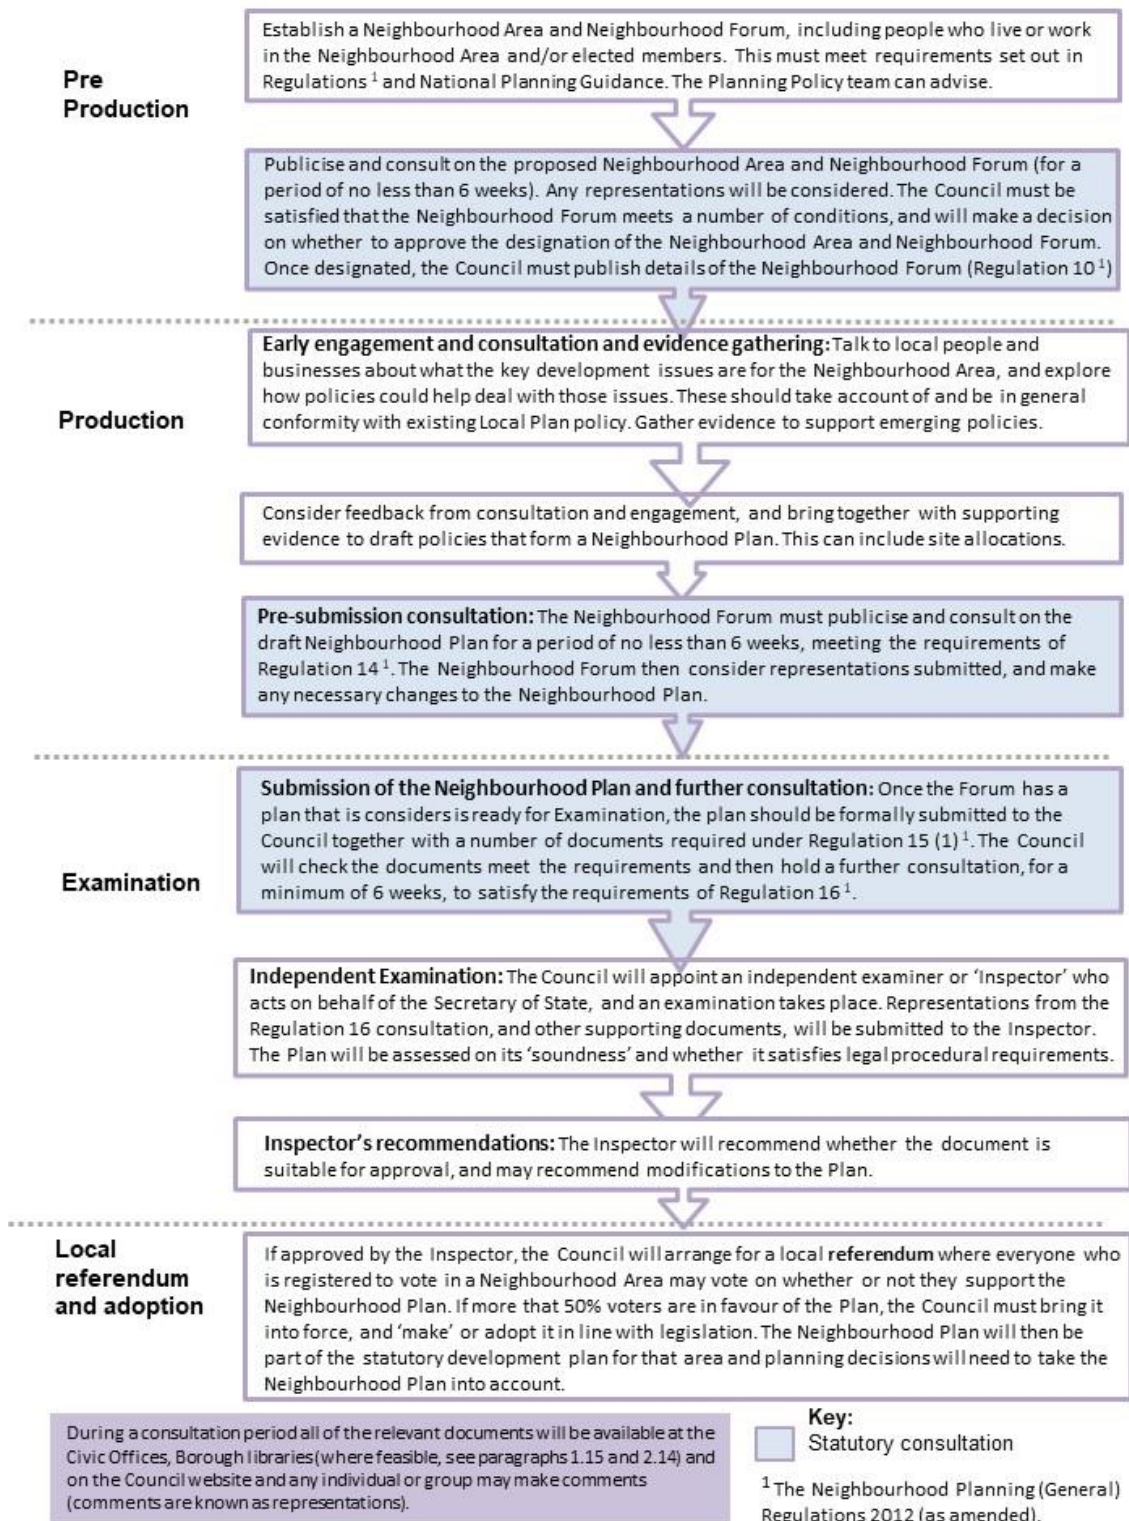 Pre
Production
Establish a Neighbourhood Area and Neighbourhood Forum, including people who live or work
in the Neighbourhood Area and/or elected members. This must meet requirements set out in
Regulations ¹ and National Planning Guidance. The Planning Policy team can advise.
Publicise and consult on the proposed Neighbourhood Area and Neighbourhood Forum (for a
period of no less than 6 weeks). Any representations will be considered. The Council must be
satisfied that the Neighbourhood Forum meets a number of conditions, and will make a decision
on whether to approve the designation of the Neighbourhood Area and Neighbourhood Forum.
Once designated, the Council must publish details of the Neighbourhood Forum (Regulation 10 ¹)
Production
Early engagement and consultation and evidence gathering: Talk to local people and
businesses about what the key development issues are for the Neighbourhood Area, and explore
how policies could help deal with those issues. These should take account of and be in general
conformity with existing Local Plan policy. Gather evidence to support emerging policies.
Consider feedback from consultation and engagement, and bring together with supporting
evidence to draft policies that form a Neighbourhood Plan. This can include site allocations.
Pre-submission consultation: The Neighbourhood Forum must publicise and consult on the
draft Neighbourhood Plan for a period of no less than 6 weeks, meeting the requirements of
Regulation 14 ¹. The Neighbourhood Forum then consider representations submitted, and make
any necessary changes to the Neighbourhood Plan.
Examination
Submission of the Neighbourhood Plan and further consultation: Once the Forum has a
plan that is considers is ready for Examination, the plan should be formally submitted to the
Council together with a number of documents required under Regulation 15 (1) ¹. The Council
will check the documents meet the requirements and then hold a further consultation, for a
minimum of 6 weeks, to satisfy the requirements of Regulation 16 ¹.
Independent Examination: The Council will appoint an independent examiner or ‘Inspector’ who
acts on behalf of the Secretary of State, and an examination takes place. Representations from the
Regulation 16 consultation, and other supporting documents, will be submitted to the Inspector.
The Plan will be assessed on its ‘soundness’ and whether it satisfies legal procedural requirements.
Inspector’s recommendations: The Inspector will recommend whether the document is
suitable for approval, and may recommend modifications to the Plan.
Local
referendum
and adoption
If approved by the Inspector, the Council will arrange for a local referendum where everyone who
is registered to vote in a Neighbourhood Area may vote on whether or not they support the
Neighbourhood Plan. If more that 50% voters are in favour of the Plan, the Council must bring it
into force, and ‘make’ or adopt it in line with legislation. The Neighbourhood Plan will then be
part of the statutory development plan for that area and planning decisions will need to take the
Neighbourhood Plan into account.
During a consultation period all of the relevant documents will be available at the
Civic Offices, Borough libraries (where feasible, see paragraphs 1.15 and 2.14) and
on the Council website and any individual or group may make comments
(comments are known as representations).
Key:
Statutory consultation
¹ The Neighbourhood Planning (General)
Regulations 2012 (as amended).